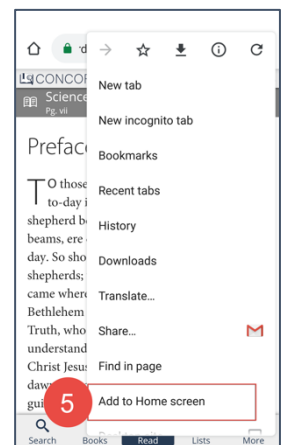 CONCOR
Science
Pg. vii
Preface
TO those
to-day i
shepherd b
beams, ere
day. So sho
shepherds;
came where
Bethlehem
Truth, who
understand
Christ Jesus
daw
gui
New tab
New incognito tab
Bookmarks
Recent tabs
History
Downloads
Translate...
Share...
Find in page
5
Add to Home screen
Search Books Read Lists More